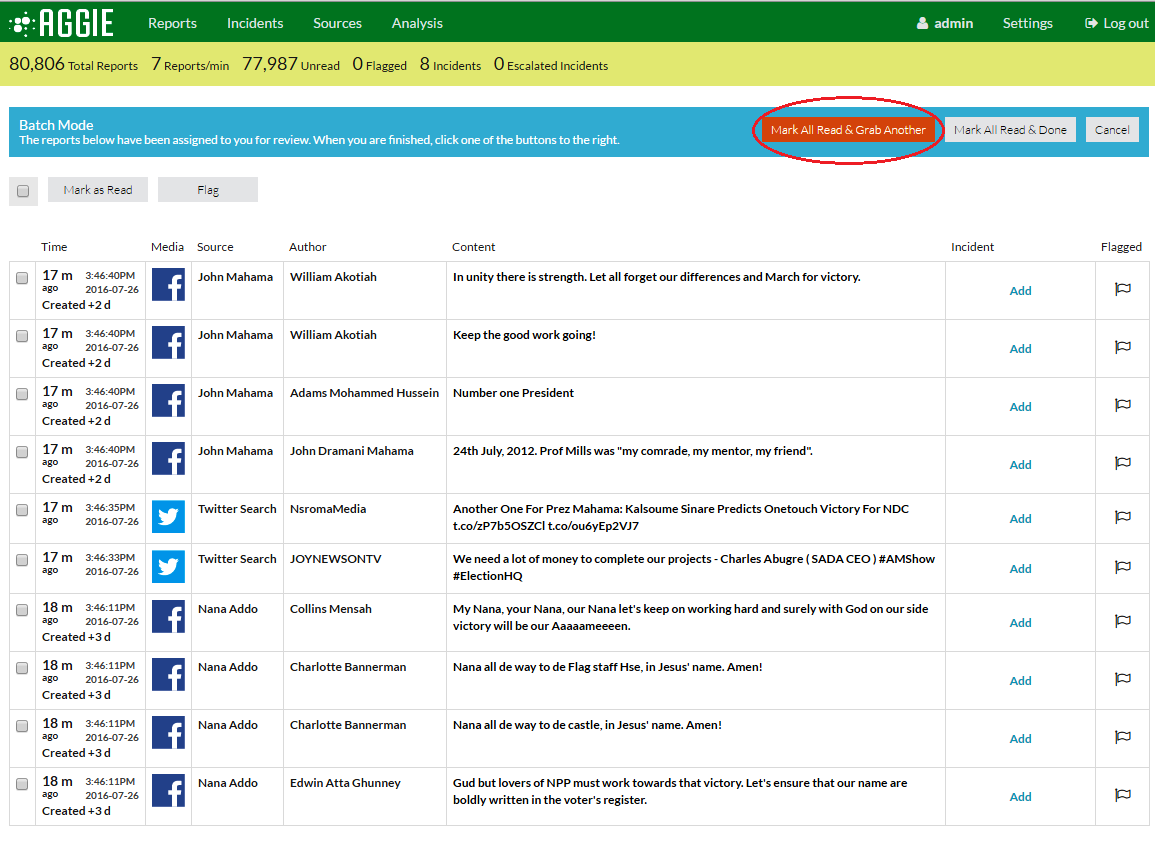 AGGIE Reports Incidents Sources Analysis admin Settings Log out
80,806 Total Reports 7 Reports/min 77,987 Unread 0 Flagged 8 Incidents 0 Escalated Incidents
Batch Mode
The reports below have been assigned to you for review. When you are finished, click one of the buttons to the right.
Mark All Read & Grab Another Mark All Read & Done Cancel
Mark as Read Flag
Time Media Source Author Content Incident Flagged
17 m ago 3:46:40PM 2016-07-26 John Mahama William Akotiah In unity there is strength. Let all forget our differences and March for victory. Add
Created +2 d
17 m ago 3:46:40PM 2016-07-26 John Mahama William Akotiah Keep the good work going! Add
Created +2 d
17 m ago 3:46:40PM 2016-07-26 John Mahama Adams Mohammed Hussein Number one President Add
Created +2 d
17 m ago 3:46:40PM 2016-07-26 John Mahama John Dramani Mahama 24th July, 2012. Prof Mills was "my comrade, my mentor, my friend". Add
Created +2 d
17 m ago 3:46:35PM 2016-07-26 Twitter Search NsromaMedia Another One For Prez Mahama: Kalsoume Sinare Predicts Onetouch Victory For NDC
t.co/zP7b5OSZCl t.co/ou6yEp2VJ7 Add
17 m ago 3:46:33PM 2016-07-26 Twitter Search JOYNEWSONTV We need a lot of money to complete our projects - Charles Abugre ( SADA CEO ) #AMShow
#ElectionHQ Add
18 m ago 3:46:11PM 2016-07-26 Nana Addo Collins Mensah My Nana, your Nana, our Nana let's keep on working hard and surely with God on our side
victory will be our Aaaaameeeen. Add
Created +3 d
18 m ago 3:46:11PM 2016-07-26 Nana Addo Charlotte Bannerman Nana all de way to de Flag staff Hse, in Jesus' name. Amen! Add
Created +3 d
18 m ago 3:46:11PM 2016-07-26 Nana Addo Charlotte Bannerman Nana all de way to de castle, in Jesus' name. Amen! Add
Created +3 d
18 m ago 3:46:11PM 2016-07-26 Nana Addo Edwin Atta Ghunney Gud but lovers of NPP must work towards that victory. Let's ensure that our name are
boldly written in the voter's register. Add
Created +3 d